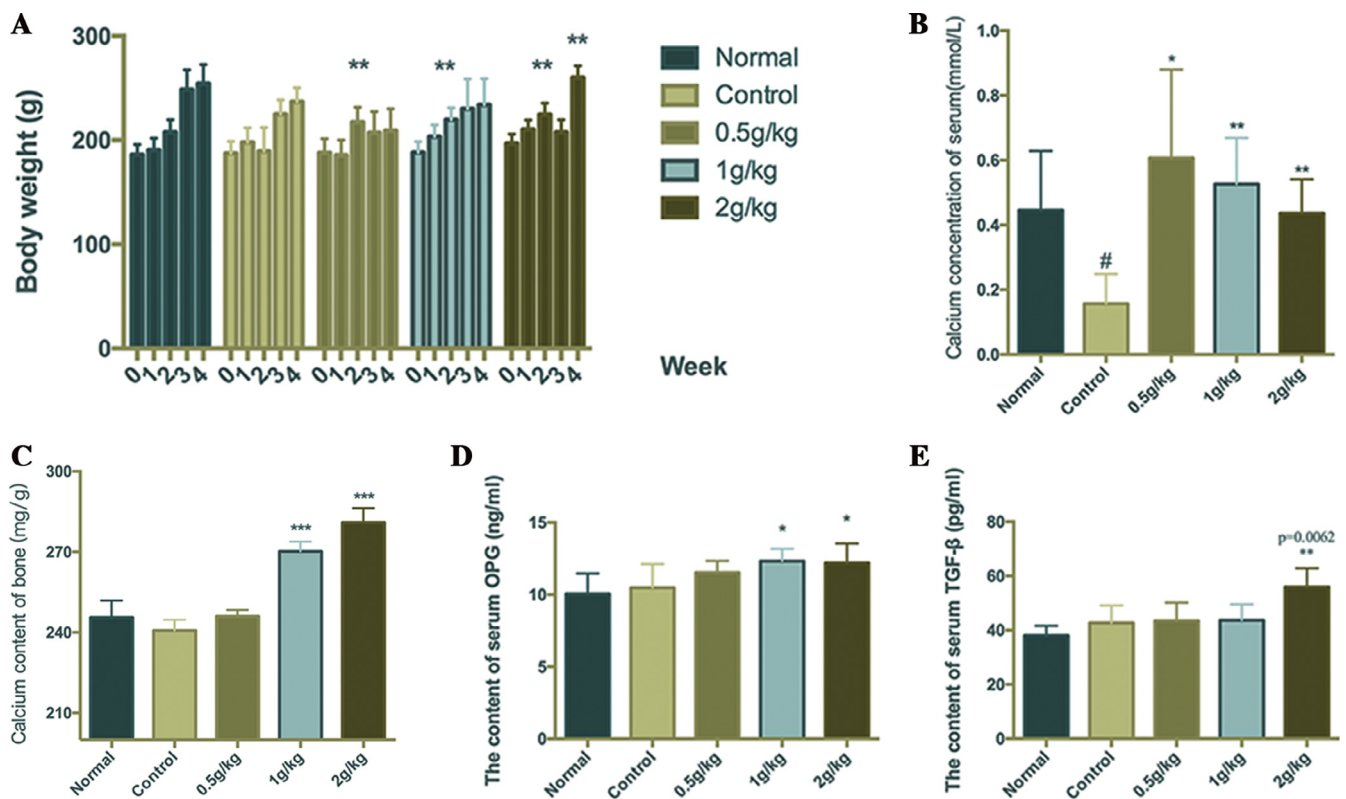 A
Body weight (g)
300
200
100
0
**
**
**
**
0 1 2 3 4
0 1 2 3 4
0 1 2 3 4
0 1 2 3 4
0 1 2 3 4
Week
Normal
Control
0.5g/kg
1g/kg
2g/kg
B
Calcium concentration of serum(mmol/L)
1.0
0.8
0.6
0.4
0.2
0.0
#
*
**
**
Normal
Control
0.5g/kg
1g/kg
2g/kg
C
Calcium content of bone (mg/g)
300
270
240
210
***
***
Normal
Control
0.5g/kg
1g/kg
2g/kg
D
The content of serum OPG (ng/ml)
15
10
5
0
*
*
Normal
Control
0.5g/kg
1g/kg
2g/kg
E
The content of serum TGF-β (pg/ml)
80
60
40
20
0
p=0.0062
**
Normal
Control
0.5g/kg
1g/kg
2g/kg